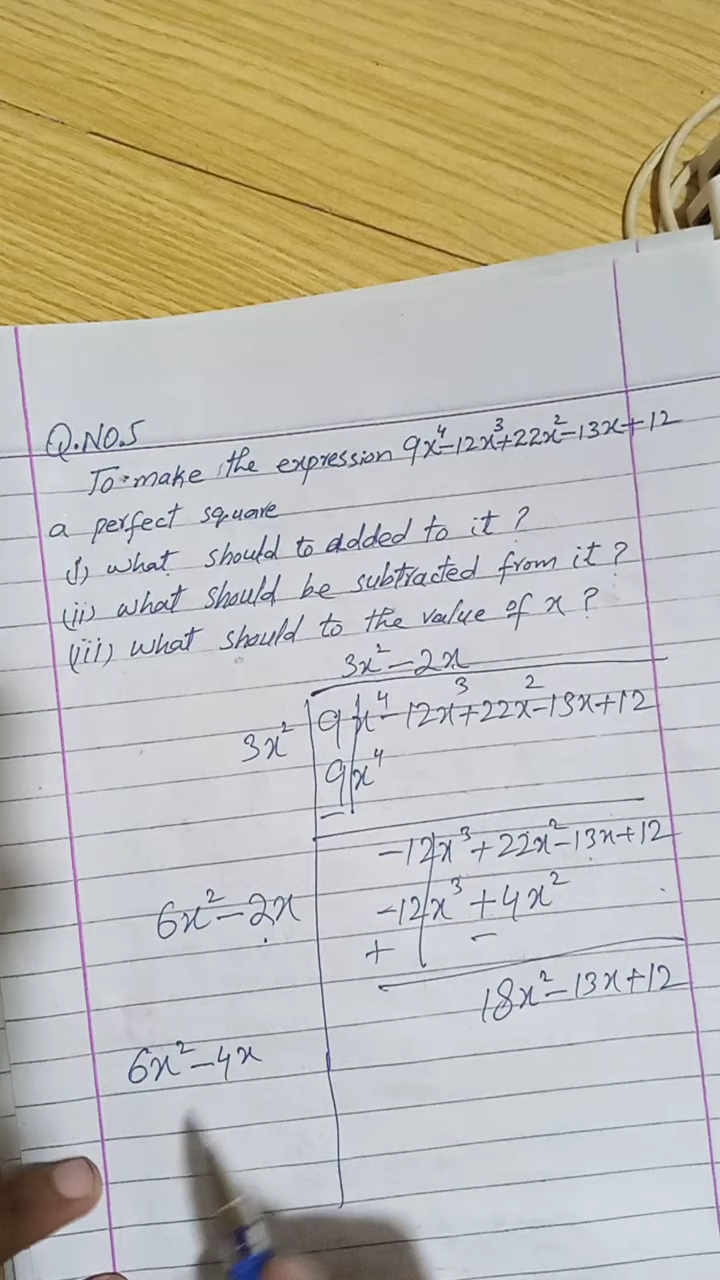 Q.NO.5
To make the expression 9x⁴-12x³+22x²-13x+12
a perfect square
(i) what should to added to it?
(ii) what should be subtracted from it?
(iii) what should to the value of x?
3x²-2x
3x² 9x⁴-12x³+22x²-13x+12
9x⁴
-
-12x³+22x²-13x+12
6x²-2x -12x³+4x²
+ -
18x²-13x+12
6x²-4x